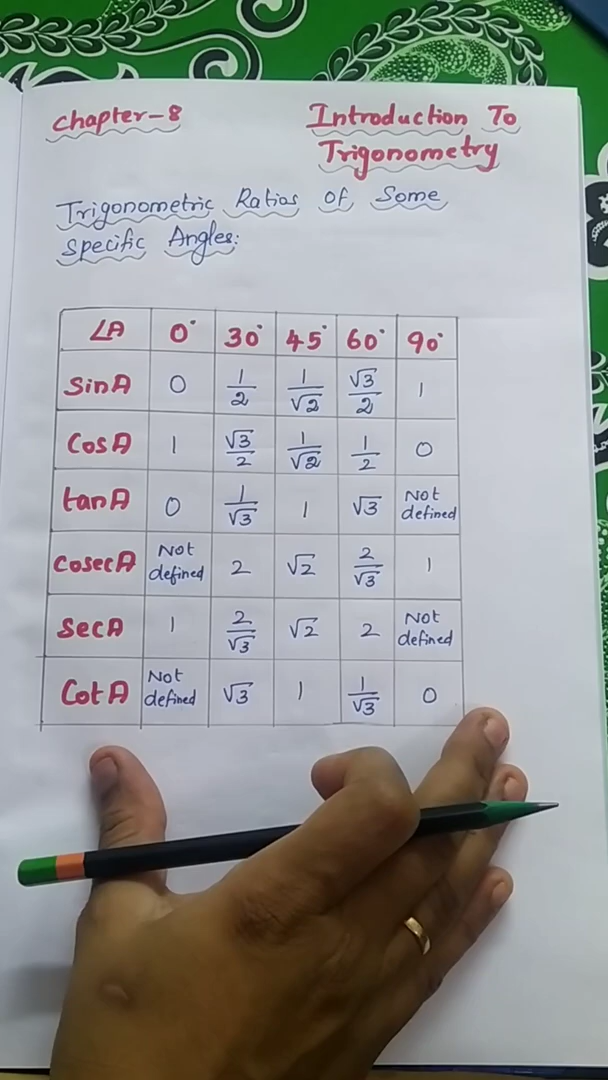 Chapter-8
Introduction To
Trigonometry
Trigonometric Ratios Of Some
Specific Angles:
∠A 0° 30° 45° 60° 90°
SinA 0 1/2 1/√2 √3/2 1
CosA 1 √3/2 1/√2 1/2 0
tanA 0 1/√3 1 √3 Not defined
CosecA Not defined 2 √2 2/√3 1
SecA 1 2/√3 √2 2 Not defined
CotA Not defined √3 1 1/√3 0